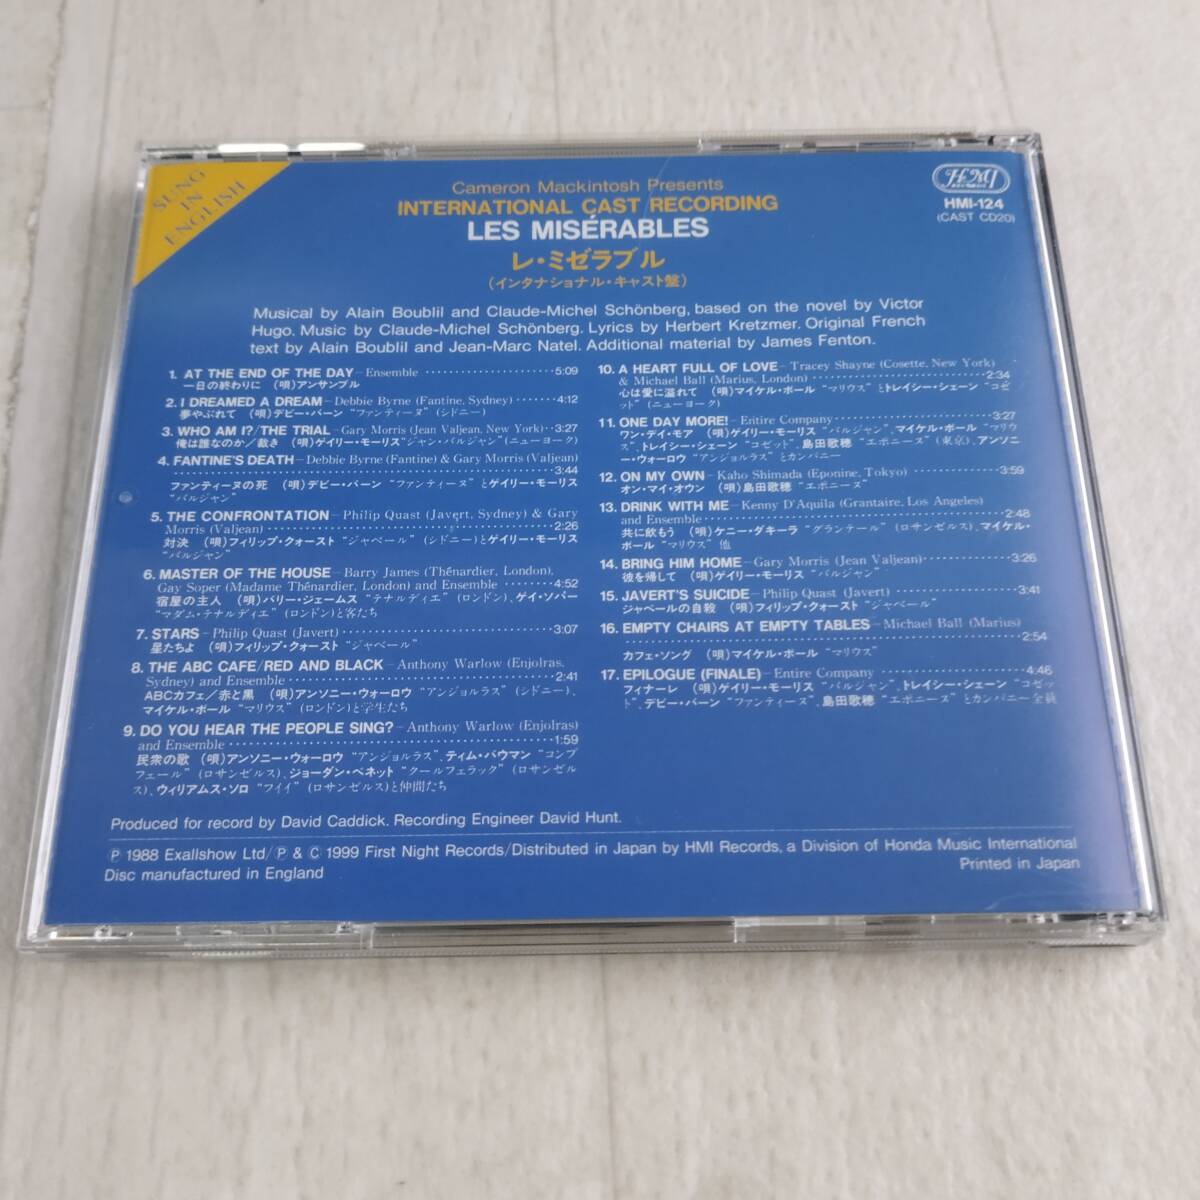 SUNG
IN
ENGLISH
HMI-124
(CAST CD20)
Cameron Mackintosh Presents
INTERNATIONAL CAST RECORDING
LES MISÉRABLES
レ・ミゼラブル
(インタナショナル・キャスト盤)
Musical by Alain Boublil and Claude-Michel Schönberg, based on the novel by Victor
Hugo. Music by Claude-Michel Schönberg. Lyrics by Herbert Kretzmer. Original French
text by Alain Boublil and Jean-Marc Natel. Additional material by James Fenton.
1. AT THE END OF THE DAY – Ensemble 5:09
一日の終わりに (唄)アンサンブル
2. I DREAMED A DREAM – Debbie Byrne (Fantine, Sydney) 4:12
夢やぶれて (唄)デビー・バーン "ファンティーヌ" (シドニー)
3. WHO AM I?/THE TRIAL – Gary Morris (Jean Valjean, New York) 3:27
俺は誰なのか/裁き (唄)ゲイリー・モーリス "ジャン・バルジャン" (ニューヨーク)
4. FANTINE'S DEATH – Debbie Byrne (Fantine) & Gary Morris (Valjean)
3:44
ファンティーヌの死 (唄)デビー・バーン "ファンティーヌ" とゲイリー・モーリス
"バルジャン"
5. THE CONFRONTATION – Philip Quast (Javert, Sydney) & Gary
Morris (Valjean) 2:26
対決 (唄)フィリップ・クォースト "ジャベール" (シドニー)とゲイリー・モーリス
"バルジャン"
6. MASTER OF THE HOUSE – Barry James (Thénardier, London),
Gay Soper (Madame Thénardier, London) and Ensemble 4:52
宿屋の主人 (唄)バリー・ジェームス "テナルディエ" (ロンドン)、ゲイ・ソパー
"マダム・テナルディエ" (ロンドン)と客たち
7. STARS – Philip Quast (Javert) 3:07
星たちよ (唄)フィリップ・クォースト "ジャベール"
8. THE ABC CAFE/RED AND BLACK – Anthony Warlow (Enjolras,
Sydney) and Ensemble 2:41
ABCカフェ/赤と黒 (唄)アンソニー・ウォーロウ "アンジョルラス" (シドニー)、
マイケル・ボール "マリウス" (ロンドン)と学生たち
9. DO YOU HEAR THE PEOPLE SING? – Anthony Warlow (Enjolras)
and Ensemble 1:59
民衆の歌 (唄)アンソニー・ウォーロウ "アンジョルラス"、ティム・バウマン "コンブ
フェール" (ロサンゼルス)、ジョーダン・ベネット "クールフェラック" (ロサンゼル
ス)、ウィリアムス・ソロ "フイイ" (ロサンゼルス)と仲間たち
10. A HEART FULL OF LOVE – Tracey Shayne (Cosette, New York)
& Michael Ball (Marius, London) 2:34
心は愛に溢れて (唄)マイケル・ボール "マリウス" とトレイシー・シェーン "コゼ
ット" (ニューヨーク)
11. ONE DAY MORE! – Entire Company 3:27
ワン・デイ・モア (唄)ゲイリー・モーリス "バルジャン"、マイケル・ボール "マリウ
ス"、トレイシー・シェーン "コゼット"、島田歌穂 "エポニーヌ" (東京)、アンソニ
ー・ウォーロウ "アンジョルラス" とカンパニー
12. ON MY OWN – Kaho Shimada (Eponine, Tokyo) 3:59
オン・マイ・オウン (唄)島田歌穂 "エポニーヌ"
13. DRINK WITH ME – Kenny D'Aquila (Grantaire, Los Angeles)
and Ensemble 2:48
共に飲もう (唄)ケニー・ダキーラ "グランテール" (ロサンゼルス)、マイケル・
ボール "マリウス" 他
14. BRING HIM HOME – Gary Morris (Jean Valjean) 3:26
彼を帰して (唄)ゲイリー・モーリス "バルジャン"
15. JAVERT'S SUICIDE – Philip Quast (Javert) 3:41
ジャベールの自殺 (唄)フィリップ・クォースト "ジャベール"
16. EMPTY CHAIRS AT EMPTY TABLES – Michael Ball (Marius)
2:54
カフェ・ソング (唄)マイケル・ボール "マリウス"
17. EPILOGUE (FINALE) – Entire Company 4:46
フィナーレ (唄)ゲイリー・モーリス "バルジャン"、トレイシー・シェーン "コゼッ
ト"、デビー・バーン "ファンティーヌ"、島田歌穂 "エポニーヌ" とカンパニー全員
Produced for record by David Caddick. Recording Engineer David Hunt.
Ⓟ 1988 Exallshow Ltd/Ⓟ & © 1999 First Night Records/Distributed in Japan by HMI Records, a Division of Honda Music International
Disc manufactured in England
Printed in Japan